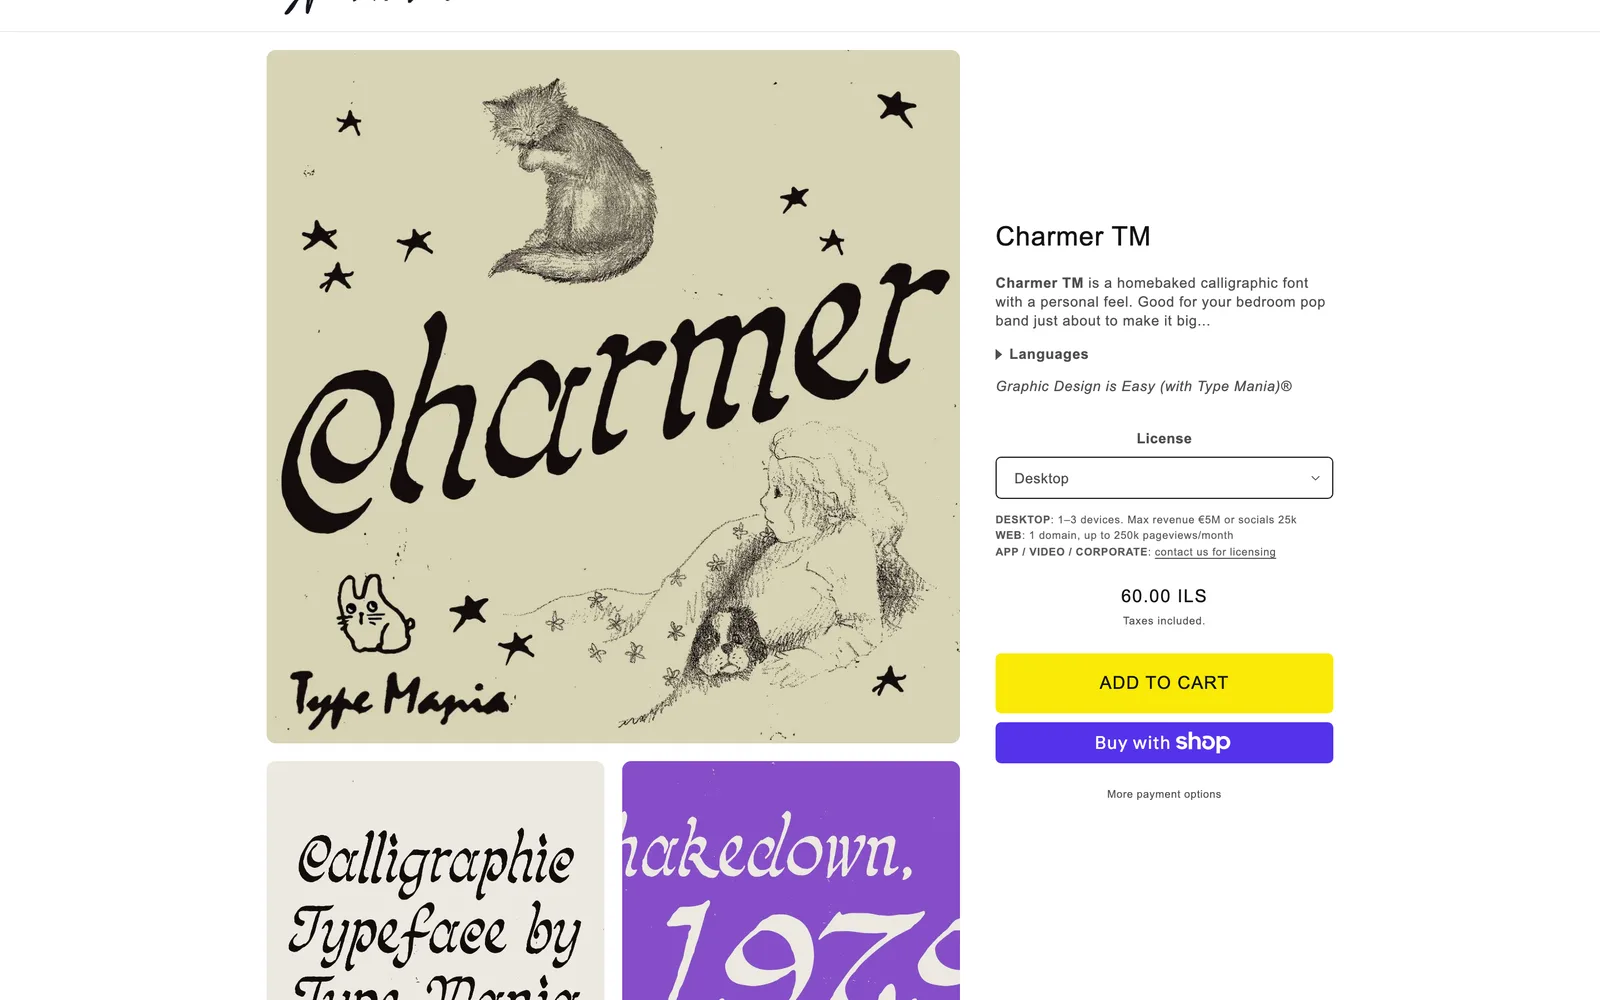 Charmer
Type Mania
Calligraphic
Typeface by
Type Mania
hakedown,
1979
Charmer TM
Charmer TM is a homebaked calligraphic font
with a personal feel. Good for your bedroom pop
band just about to make it big...
Languages
Graphic Design is Easy (with Type Mania)®
License
Desktop
DESKTOP: 1–3 devices. Max revenue €5M or socials 25k
WEB: 1 domain, up to 250k pageviews/month
APP / VIDEO / CORPORATE: contact us for licensing
60.00 ILS
Taxes included.
ADD TO CART
Buy with shop
More payment options